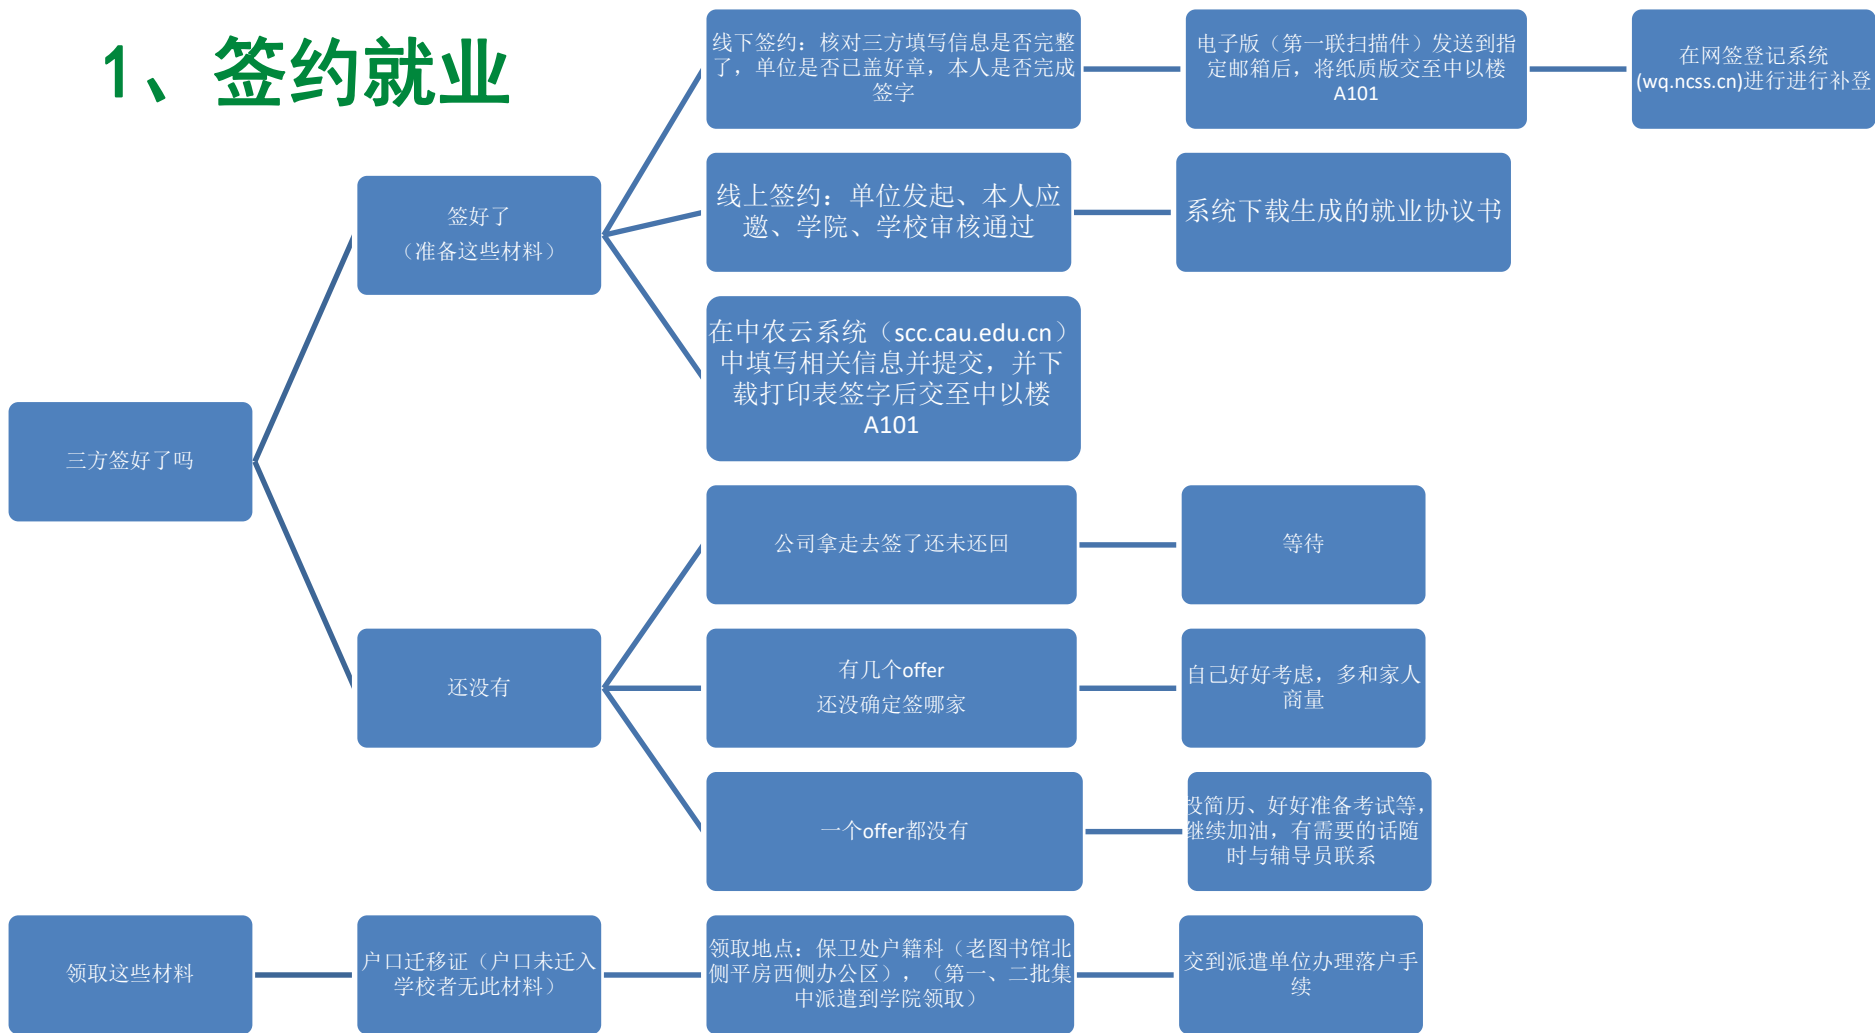 1、签约就业
线下签约：核对三方填写信息是否完整
了，单位是否已盖好章，本人是否完成
签字
电子版（第一联扫描件）发送到指
定邮箱后，将纸质版交至中以楼
A101
在网签登记系统
(wq.ncss.cn)进行进行补登
签好了
（准备这些材料）
线上签约：单位发起、本人应
邀、学院、学校审核通过
系统下载生成的就业协议书
在中农云系统（scc.cau.edu.cn）
中填写相关信息并提交，并下
载打印表签字后交至中以楼
A101
三方签好了吗
还没有
公司拿走去签了还未还回
等待
有几个offer
还没确定签哪家
自己好好考虑，多和家人
商量
一个offer都没有
投简历、好好准备考试等，
继续加油，有需要的话随
时与辅导员联系
领取这些材料
户口迁移证（户口未迁入
学校者无此材料）
领取地点：保卫处户籍科（老图书馆北
侧平房西侧办公区），（第一、二批集
中派遣到学院领取）
交到派遣单位办理落户手
续